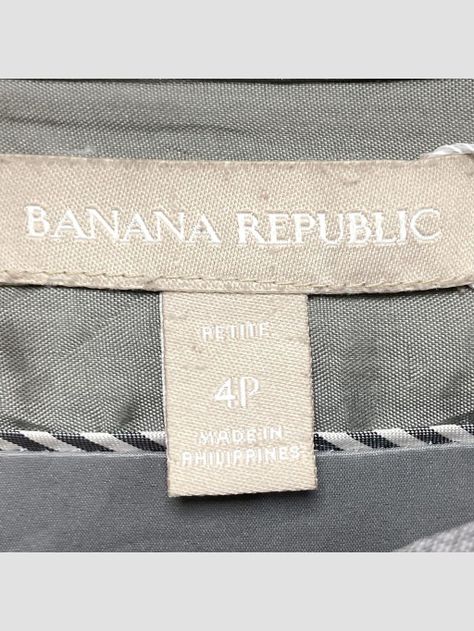 BANANA REPUBLIC
PETITE
4P
MADE IN
PHILIPPINES